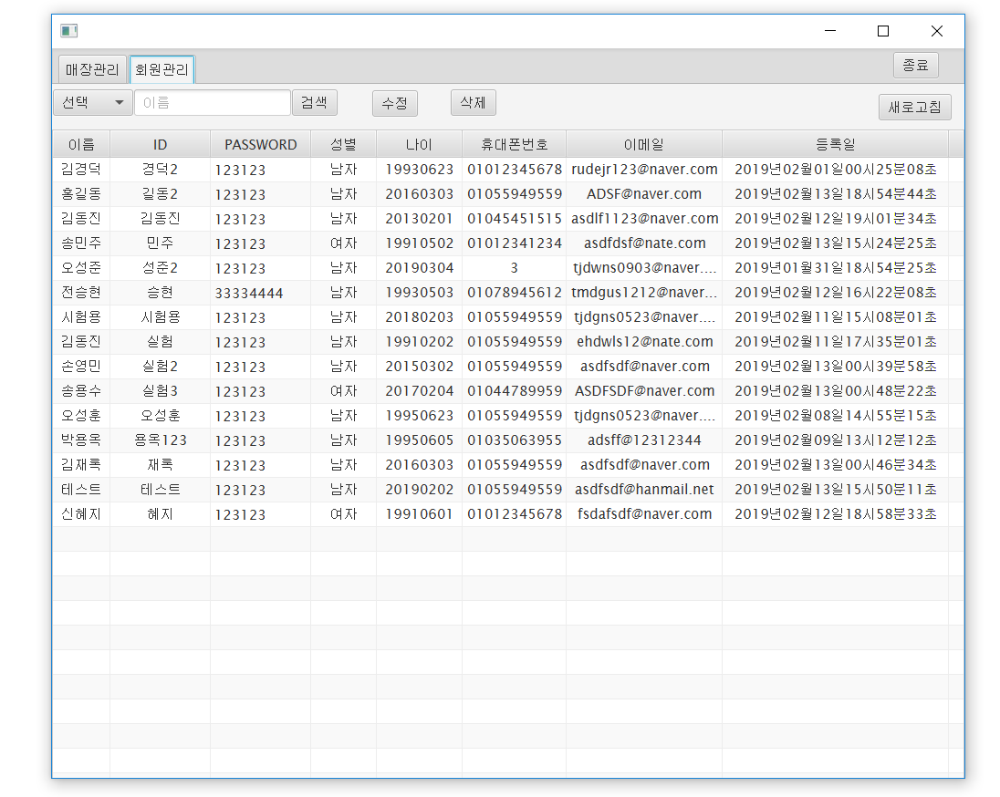 매장관리 회원관리 종료
선택 이름 검색 수정 삭제 새로고침
이름 ID PASSWORD 성별 나이 휴대폰번호 이메일 등록일
김경덕 경덕2 123123 남자 19930623 01012345678 rudejr123@naver.com 2019년02월01일00시25분08초
홍길동 길동2 123123 남자 20160303 01055949559 ADSF@naver.com 2019년02월13일18시54분44초
김동진 김동진 123123 남자 20130201 01045451515 asdlf1123@naver.com 2019년02월12일19시01분34초
송민주 민주 123123 여자 19910502 01012341234 asdfdsf@nate.com 2019년02월13일15시24분25초
오성준 성준2 123123 남자 20190304 3 tjdwns0903@naver.... 2019년01월31일18시54분25초
전승현 승현 33334444 남자 19930503 01078945612 tmdgus1212@naver... 2019년02월12일16시22분08초
시험용 시험용 123123 남자 20180203 01055949559 tjdgns0523@naver.... 2019년02월11일15시08분01초
김동진 실험 123123 남자 19910202 01055949559 ehdwls12@nate.com 2019년02월11일17시35분01초
손영민 실험2 123123 남자 20150302 01055949559 asdfsdf@naver.com 2019년02월13일00시39분58초
송용수 실험3 123123 여자 20170204 01044789959 ASDFSDF@naver.com 2019년02월13일00시48분22초
오성훈 오성훈 123123 남자 19950623 01055949559 tjdgns0523@naver.... 2019년02월08일14시55분15초
박용옥 용옥123 123123 남자 19950605 01035063955 adsff@12312344 2019년02월09일13시12분12초
김재록 재록 123123 남자 20160303 01055949559 asdfsdf@naver.com 2019년02월13일00시46분34초
테스트 테스트 123123 남자 20190202 01055949559 asdfsdf@hanmail.net 2019년02월13일15시50분11초
신혜지 혜지 123123 여자 19910601 01012345678 fsdafsdf@naver.com 2019년02월12일18시58분33초